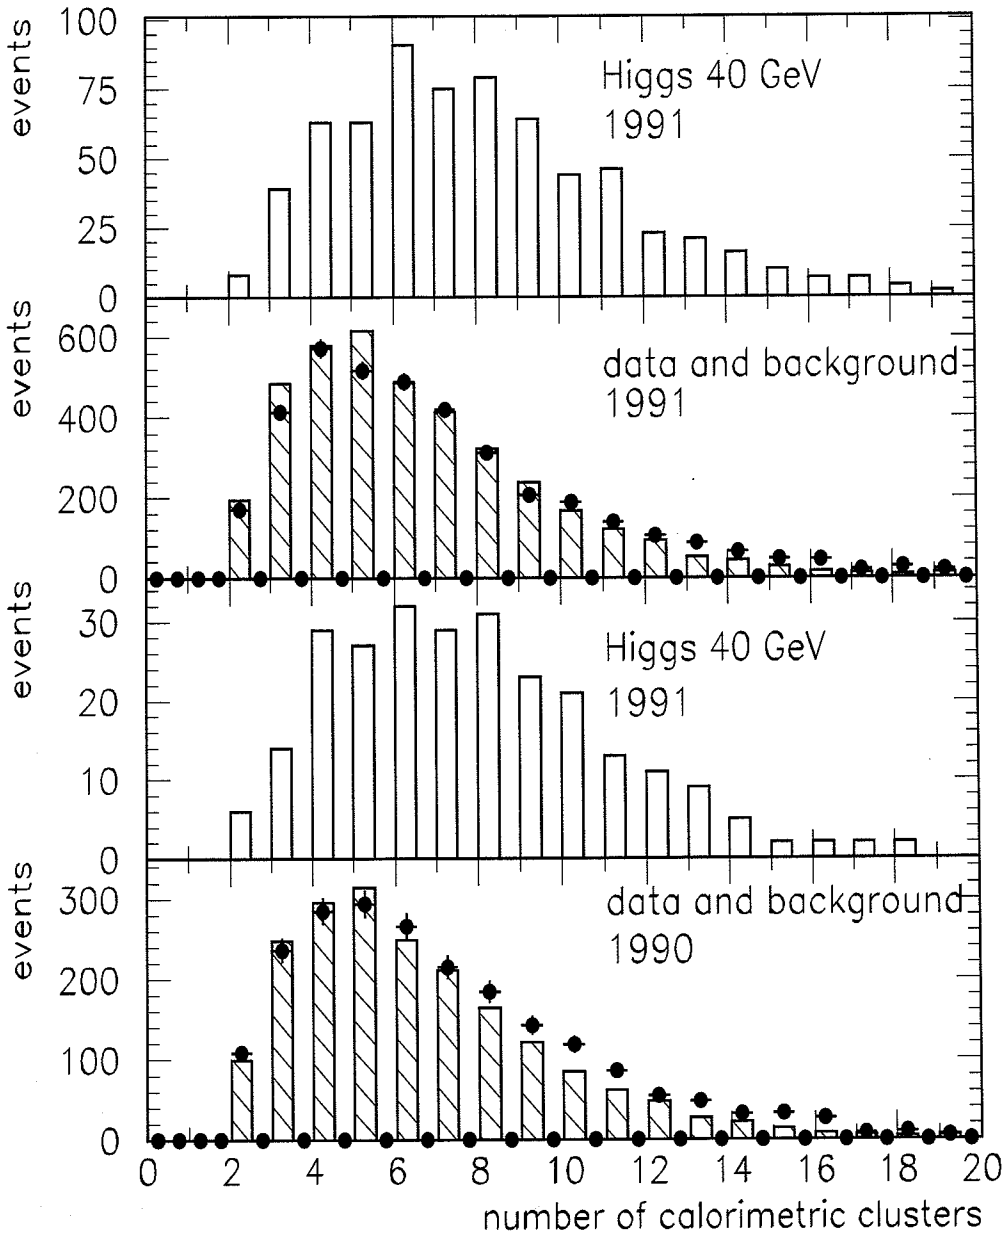 events
100
75
50
25
0
Higgs 40 GeV
1991
events
600
400
200
0
data and background
1991
events
30
20
10
0
Higgs 40 GeV
1991
events
300
200
100
0
data and background
1990
0 2 4 6 8 10 12 14 16 18 20
number of calorimetric clusters